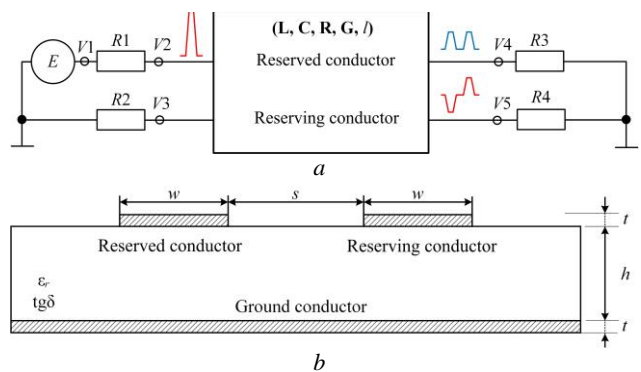 (L, C, R, G, l)
E V1 R1 V2 Reserved conductor V4 R3
R2 V3 Reserving conductor V5 R4
a
w s w t
Reserved conductor Reserving conductor
h
εr
tgδ
Ground conductor
t
b